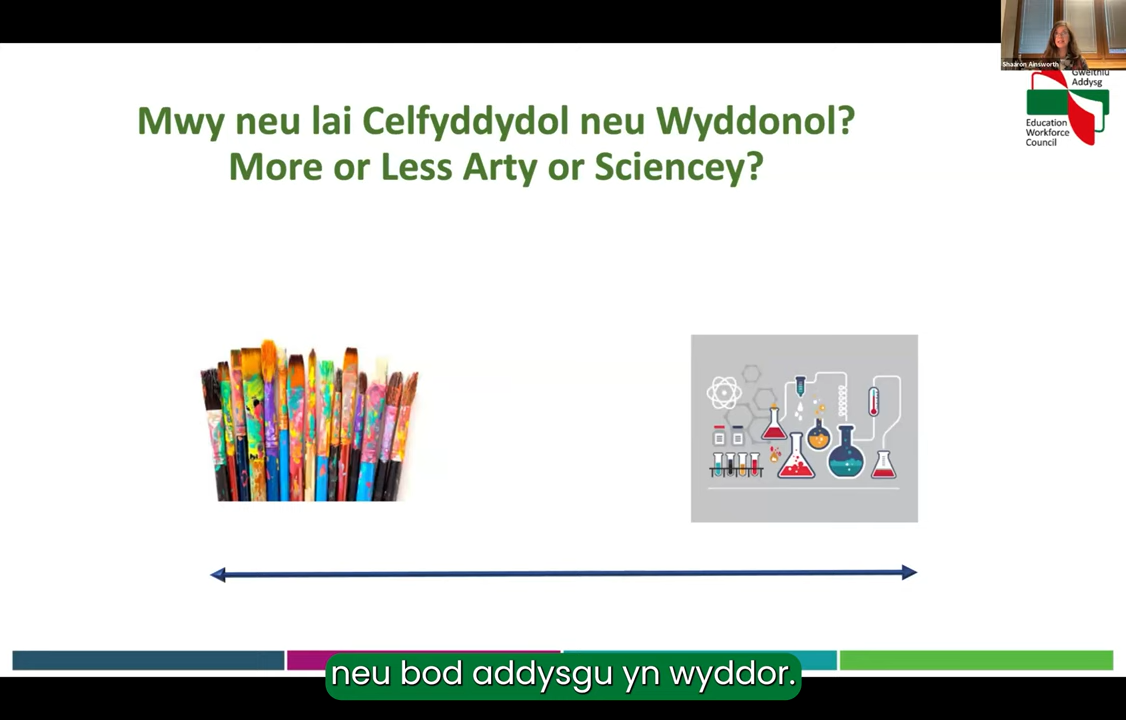 Mwy neu lai Celfyddydol neu Wyddonol?
More or Less Arty or Sciencey?
Shaaron Ainsworth
Gweithlu
Addysg
Education
Workforce
Council
neu bod addysgu yn wyddor.